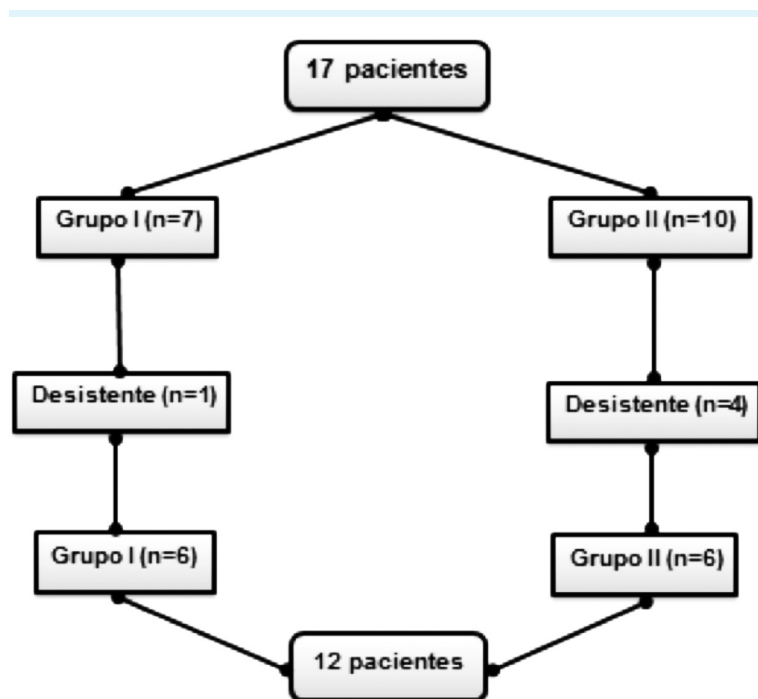 17 pacientes
Grupo I (n=7)
Grupo II (n=10)
Desistente (n=1)
Desistente (n=4)
Grupo I (n=6)
Grupo II (n=6)
12 pacientes